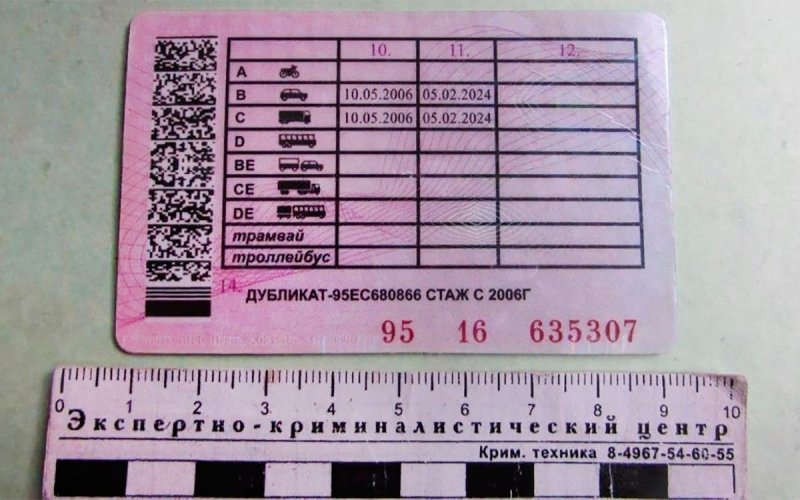 10. 11. 12.
A
B 10.05.2006 05.02.2024
C 10.05.2006 05.02.2024
D
BE
CE
DE
трамвай
троллейбус
14.
ДУБЛИКАТ-95ЕС680866 СТАЖ С 2006Г
95 16 635307
0 1 2 3 4 5 6 7 8 9 10
Экспертно-криминалистический центр
Крим. техника 8-4967-54-60-55